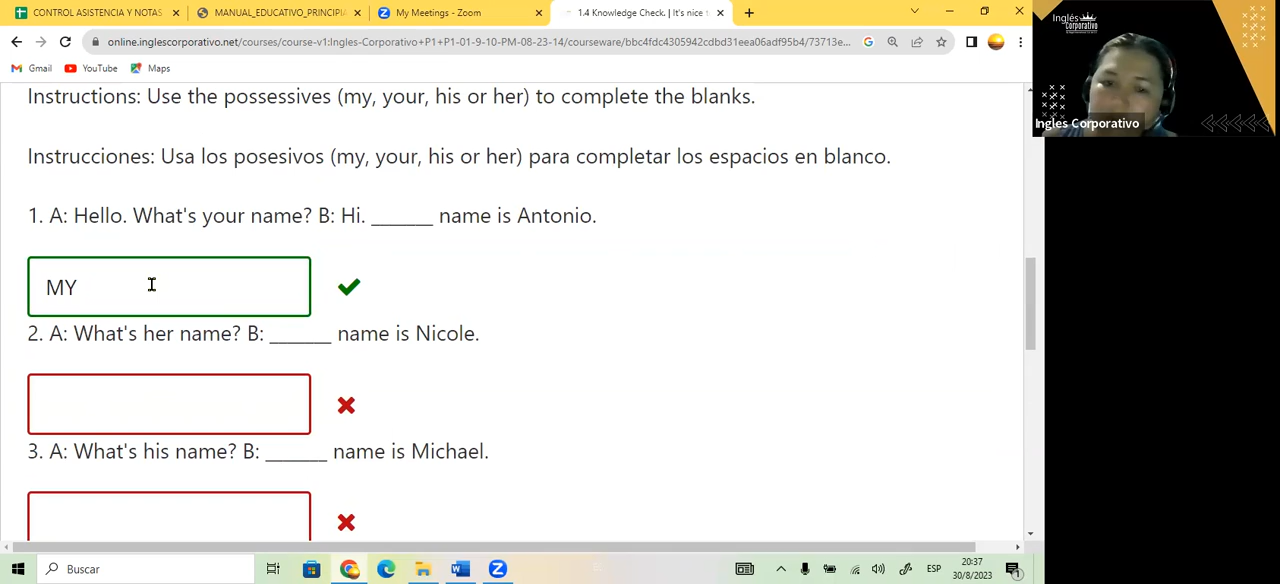 CONTROL ASISTENCIA Y NOTAS
MANUAL_EDUCATIVO_PRINCIPI
My Meetings - Zoom
1.4 Knowledge Check. | It's nice
online.inglescorporativo.net/courses/course-v1:Ingles-Corporativo+P1+P1-01-9-10-PM-08-23-14/courseware/bbc4fdc4305942cdbd31eea06adf95b4/73713e...
Gmail
YouTube
Maps
Inglés
Corporativo
Ingles Corporativo
Instructions: Use the possessives (my, your, his or her) to complete the blanks.
Instrucciones: Usa los posesivos (my, your, his or her) para completar los espacios en blanco.
1. A: Hello. What's your name? B: Hi. ______ name is Antonio.
MY
2. A: What's her name? B: ______ name is Nicole.
3. A: What's his name? B: ______ name is Michael.
Buscar
ESP
20:37
30/8/2023
1